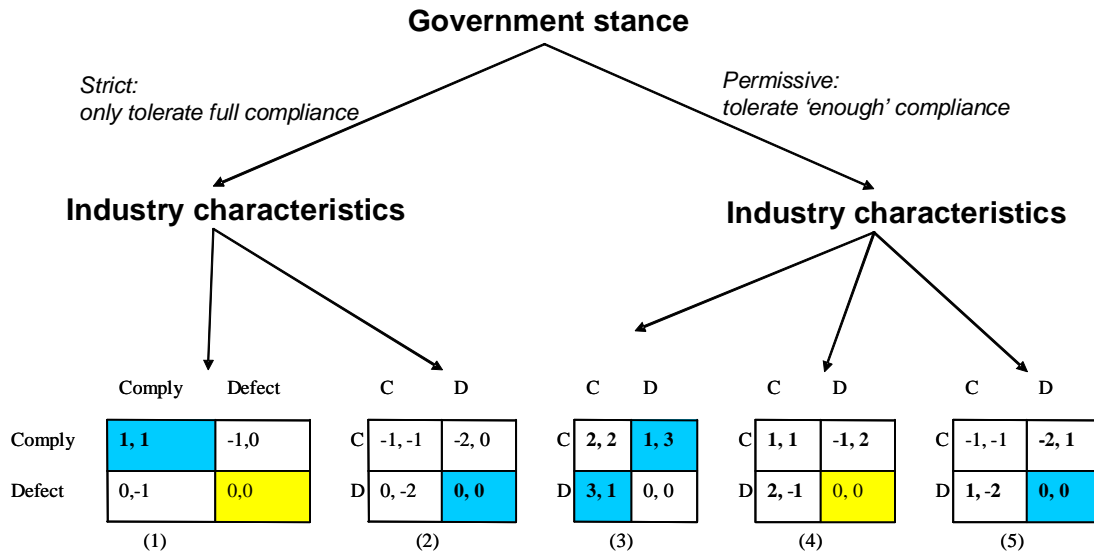 Government stance
Strict:
only tolerate full compliance
Permissive:
tolerate ‘enough’ compliance
Industry characteristics
Industry characteristics
Comply Defect
C D
C D
C D
C D
Comply 1, 1 -1,0
C -1, -1 -2, 0
C 2, 2 1, 3
C 1, 1 -1, 2
C -1, -1 -2, 1
Defect 0,-1 0,0
D 0, -2 0, 0
D 3, 1 0, 0
D 2, -1 0, 0
D 1, -2 0, 0
(1) (2) (3) (4) (5)